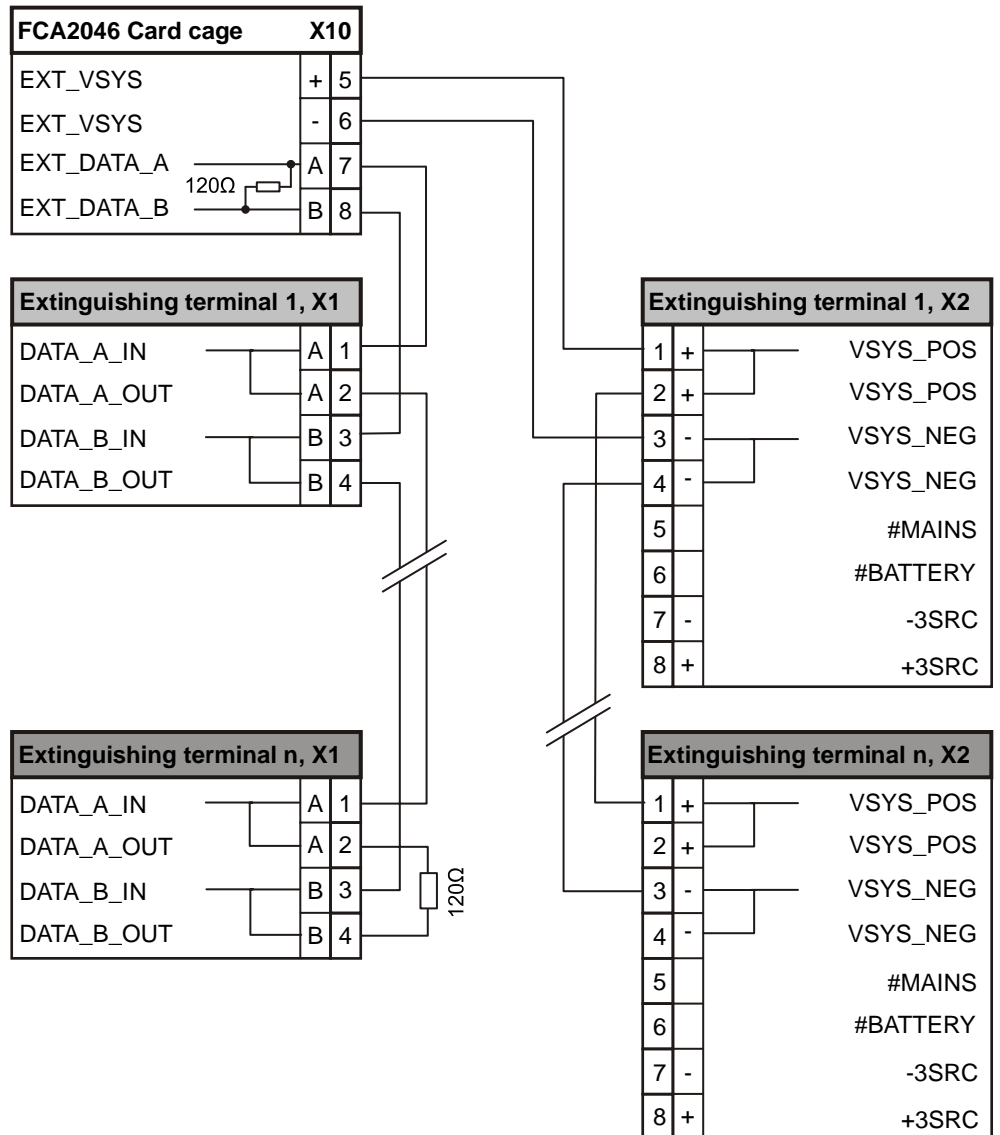 FCA2046 Card cage X10
EXT_VSYS + 5
EXT_VSYS - 6
EXT_DATA_A A 7
120Ω
EXT_DATA_B B 8
Extinguishing terminal 1, X1
DATA_A_IN A 1
DATA_A_OUT A 2
DATA_B_IN B 3
DATA_B_OUT B 4
Extinguishing terminal 1, X2
1 + VSYS_POS
2 + VSYS_POS
3 - VSYS_NEG
4 - VSYS_NEG
5 #MAINS
6 #BATTERY
7 - -3SRC
8 + +3SRC
Extinguishing terminal n, X1
DATA_A_IN A 1
DATA_A_OUT A 2
DATA_B_IN B 3
DATA_B_OUT B 4
120Ω
Extinguishing terminal n, X2
1 + VSYS_POS
2 + VSYS_POS
3 - VSYS_NEG
4 - VSYS_NEG
5 #MAINS
6 #BATTERY
7 - -3SRC
8 + +3SRC